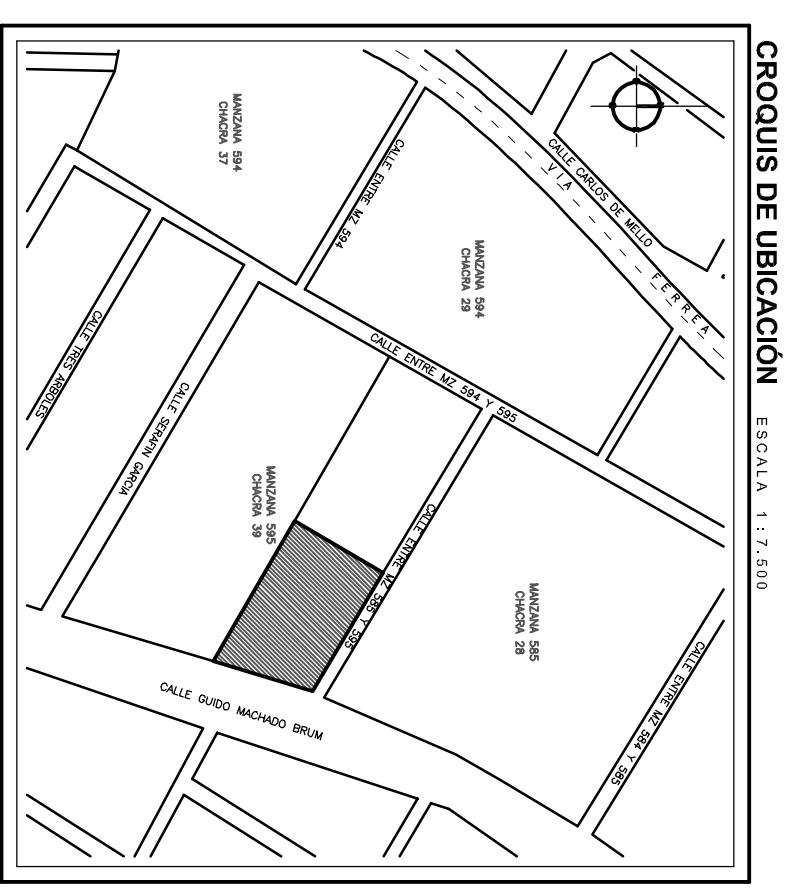 CROQUIS DE UBICACIÓN
ESCALA 1:7.500
CALLE CARLOS DE MELLO
VIA FERREA
MANZANA 594
CHACRA 37
CALLE ENTRE MZ 594
MANZANA 594
CHACRA 29
CALLE ENTRE MZ 594 Y 595
CALLE TRES ARBOLES
CALLE SERAFIN GARCIA
MANZANA 595
CHACRA 39
CALLE ENTRE MZ 585 Y 595
MANZANA 585
CHACRA 28
CALLE ENTRE MZ 584 Y 585
CALLE GUIDO MACHADO BRUM